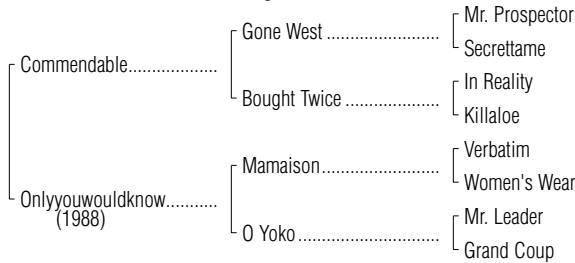 Mr. Prospector
Gone West
Secrettame
Commendable
In Reality
Bought Twice
Killaloe
Verbatim
Mamaison
Women's Wear
Onlyyouwouldknow
(1988)
Mr. Leader
O Yoko
Grand Coup